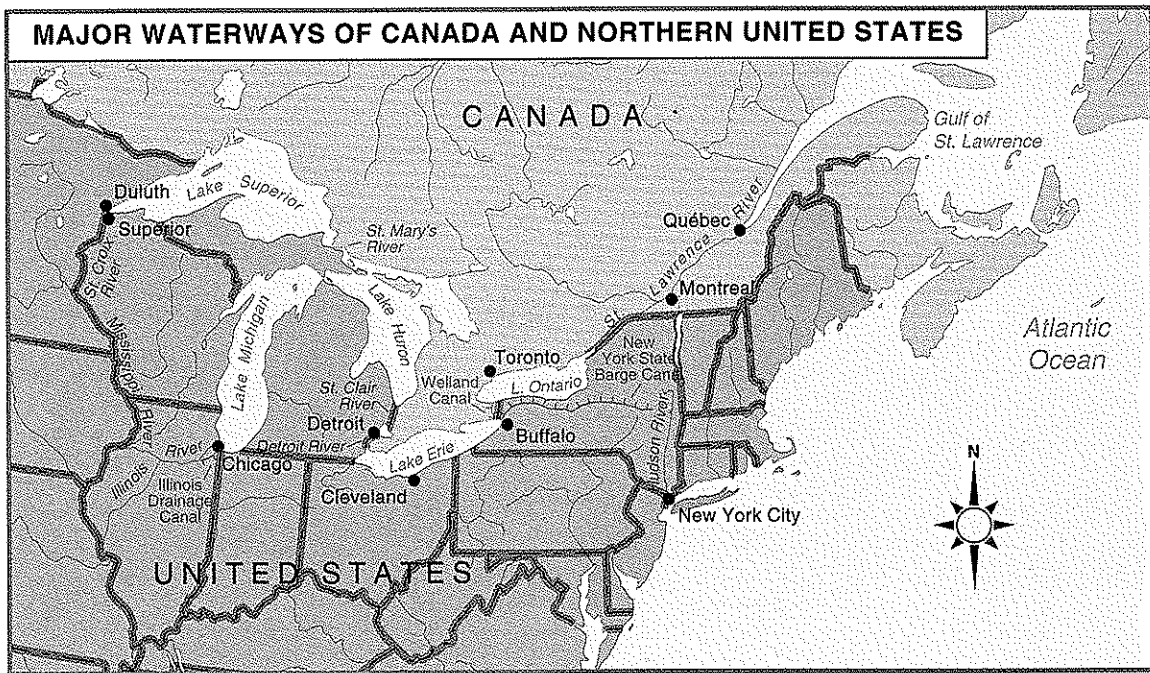 MAJOR WATERWAYS OF CANADA AND NORTHERN UNITED STATES
CANADA
Gulf of
St. Lawrence
Duluth
Lake Superior
Superior
St. Croix
River
St. Mary's
River
Québec
St. Lawrence River
Montreal
Mississippi River
Lake Michigan
Lake Huron
Toronto
L. Ontario
New
York State
Barge Canal
Atlantic
Ocean
Welland
Canal
St. Clair
River
Detroit
Detroit River
Buffalo
Lake Erie
Hudson River
Illinois River
Chicago
Illinois
Drainage
Canal
Cleveland
New York City
N
UNITED STATES